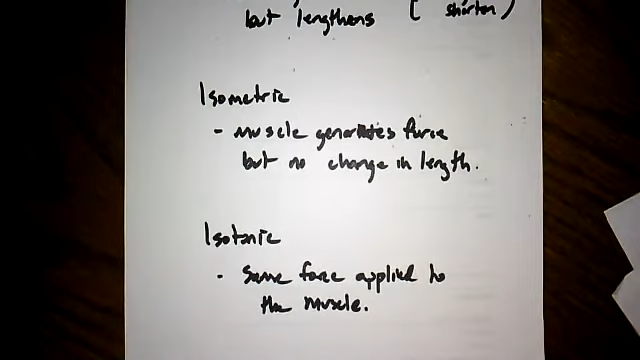 but lengthens ( shorten )
Isometric
- Muscle generates force
but no change in length.
Isotonic
- Same force applied to
the muscle.